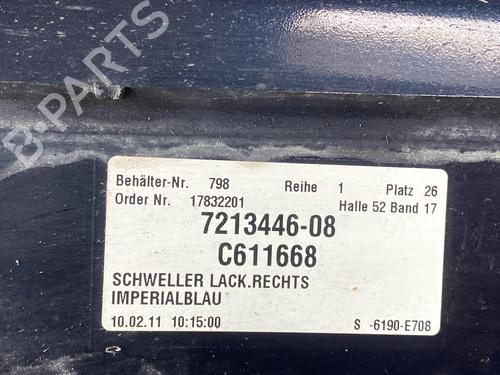 B-PARTS
Behälter-Nr. 798 Reihe 1 Platz 26
Order Nr. 17832201 Halle 52 Band 17
7213446-08
C611668
SCHWELLER LACK.RECHTS
IMPERIALBLAU
10.02.11 10:15:00 S -6190-E708